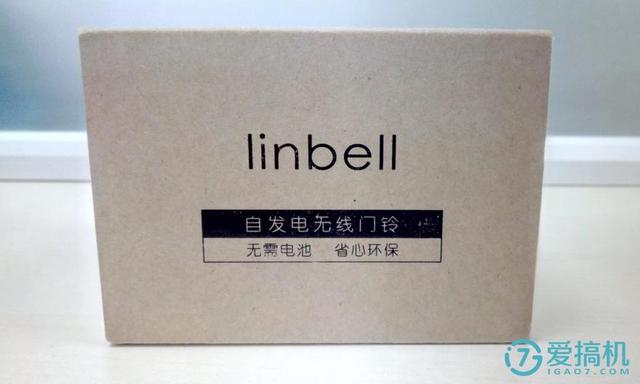 linbell
自发电无线门铃
无需电池 省心环保
i7 爱搞机
IGAO7.COM